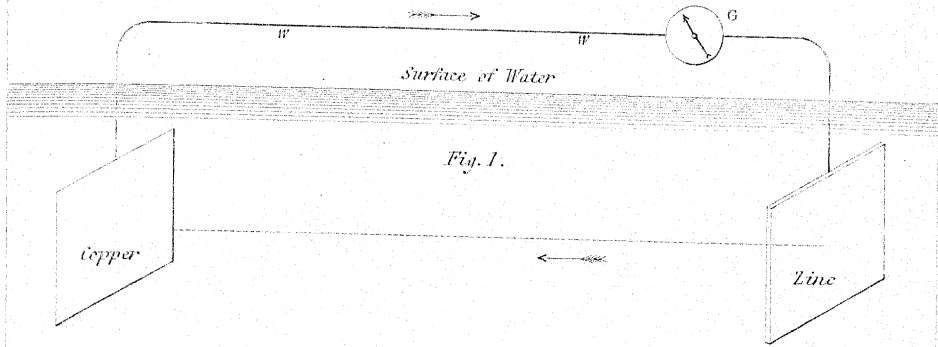 G
W W
Surface of Water
Fig. 1.
Copper
Zinc